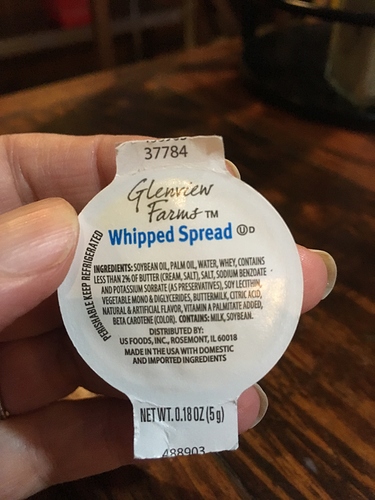 37784
Glenview
Farms™
Whipped Spread ⓊD
PERISHABLE KEEP REFRIGERATED
INGREDIENTS: SOYBEAN OIL, PALM OIL, WATER, WHEY, CONTAINS
LESS THAN 2% OF BUTTER (CREAM, SALT), SALT, SODIUM BENZOATE
AND POTASSIUM SORBATE (AS PRESERVATIVES), SOY LECITHIN,
VEGETABLE MONO & DIGLYCERIDES, BUTTERMILK, CITRIC ACID,
NATURAL & ARTIFICIAL FLAVOR, VITAMIN A PALMITATE ADDED,
BETA CAROTENE (COLOR). CONTAINS: MILK, SOYBEAN.
DISTRIBUTED BY:
US FOODS, INC., ROSEMONT, IL 60018
MADE IN THE USA WITH DOMESTIC
AND IMPORTED INGREDIENTS
NET WT. 0.18 OZ (5g)
488903